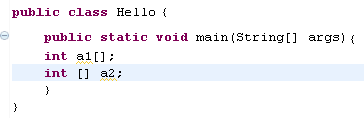 public class Hello {
public static void main(String[] args){
int a1[];
int [] a2;
}
}